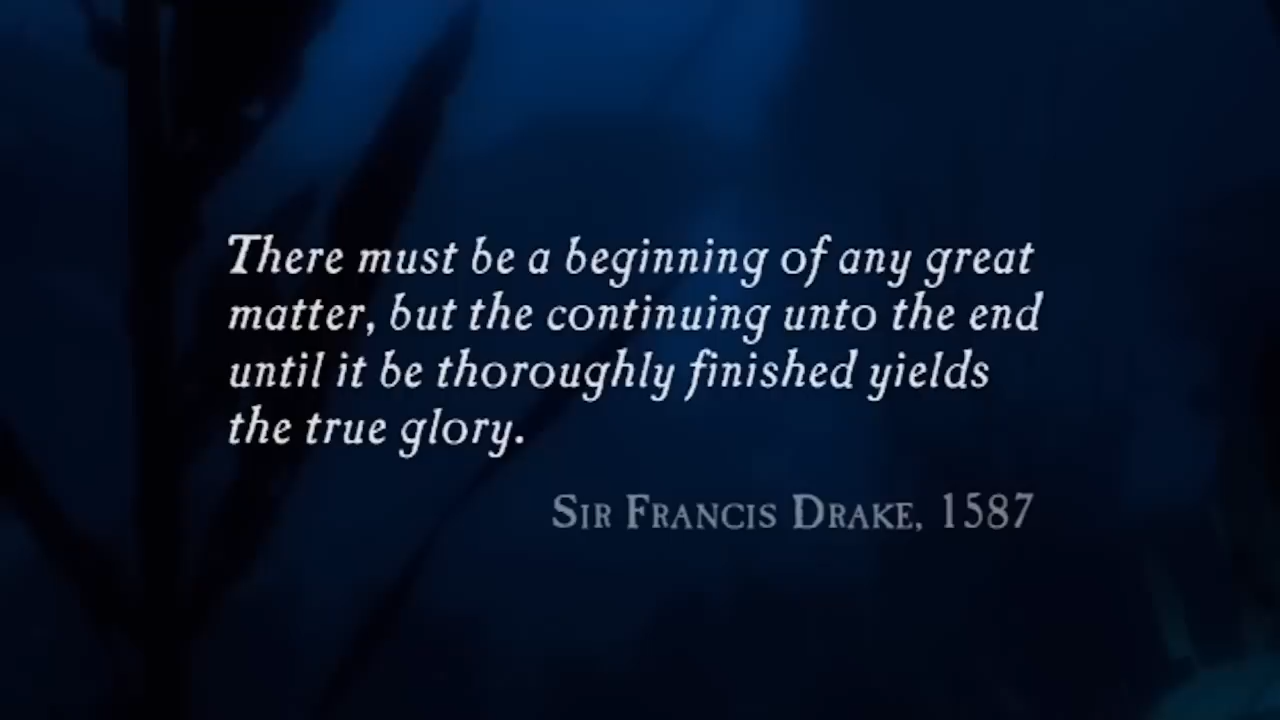 There must be a beginning of any great
matter, but the continuing unto the end
until it be thoroughly finished yields
the true glory.
Sir Francis Drake, 1587